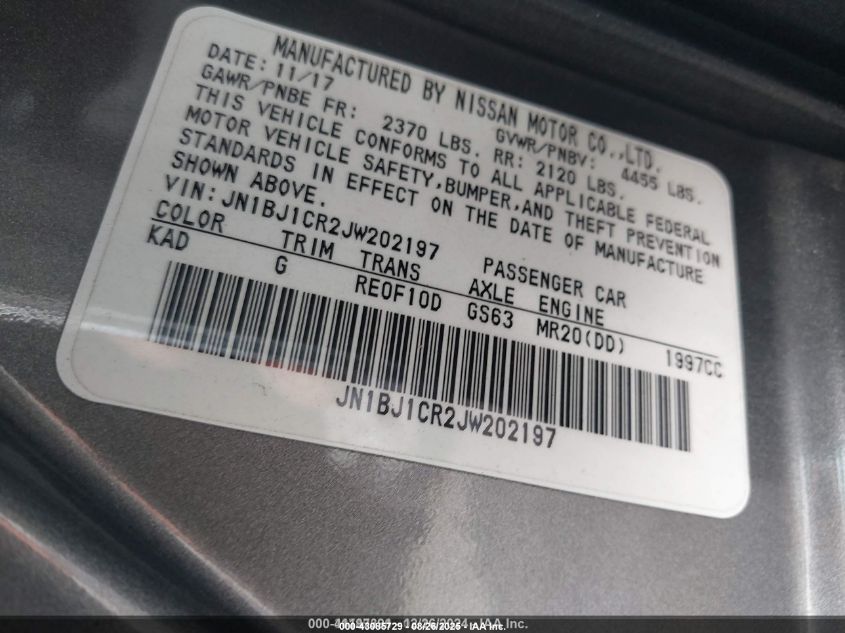 MANUFACTURED BY NISSAN MOTOR CO.,LTD.
DATE: 11/17 GVWR/PNBV: 4455 LBS.
GAWR/PNBE FR: 2370 LBS. RR: 2120 LBS.
THIS VEHICLE CONFORMS TO ALL APPLICABLE FEDERAL
MOTOR VEHICLE SAFETY,BUMPER,AND THEFT PREVENTION
STANDARDS IN EFFECT ON THE DATE OF MANUFACTURE
SHOWN ABOVE.
VIN: JN1BJ1CR2JW202197 PASSENGER CAR
COLOR TRIM TRANS AXLE ENGINE
KAD G RE0F10D GS63 MR20(DD) 1997CC
JN1BJ1CR2JW202197
IAA Inc.